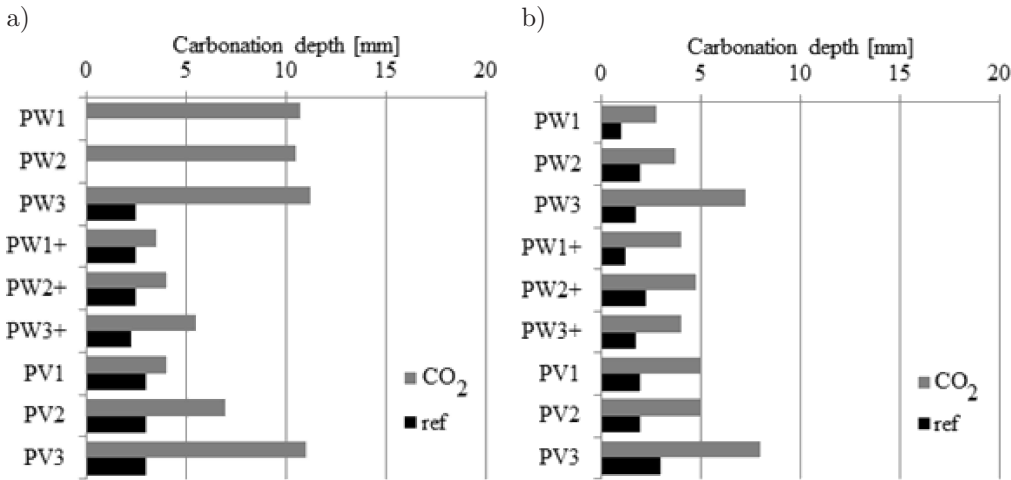 a)
Carbonation depth [mm]
0 5 10 15 20
PW1
PW2
PW3
PW1+
PW2+
PW3+
PV1
PV2
PV3
CO2
ref
b)
Carbonation depth [mm]
0 5 10 15 20
PW1
PW2
PW3
PW1+
PW2+
PW3+
PV1
PV2
PV3
CO2
ref